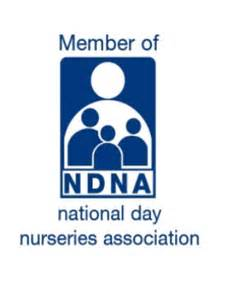 Member of
NDNA
national day
nurseries association